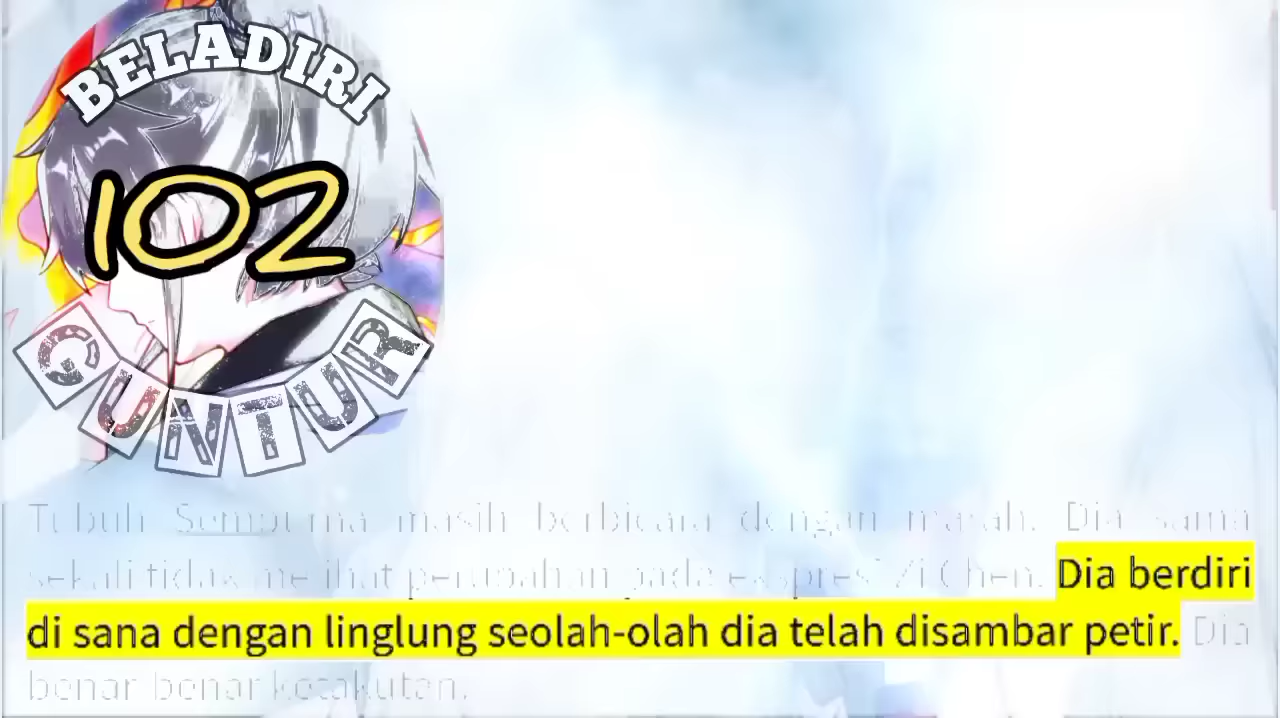 BELADIRI
102
GUNTUR
Tubuh Sempurna masih berbicara dengan marah. Dia sama
sekali tidak melihat perubahan pada ekspresi Zi Chen. Dia berdiri
di sana dengan linglung seolah-olah dia telah disambar petir. Dia
benar-benar ketakutan.